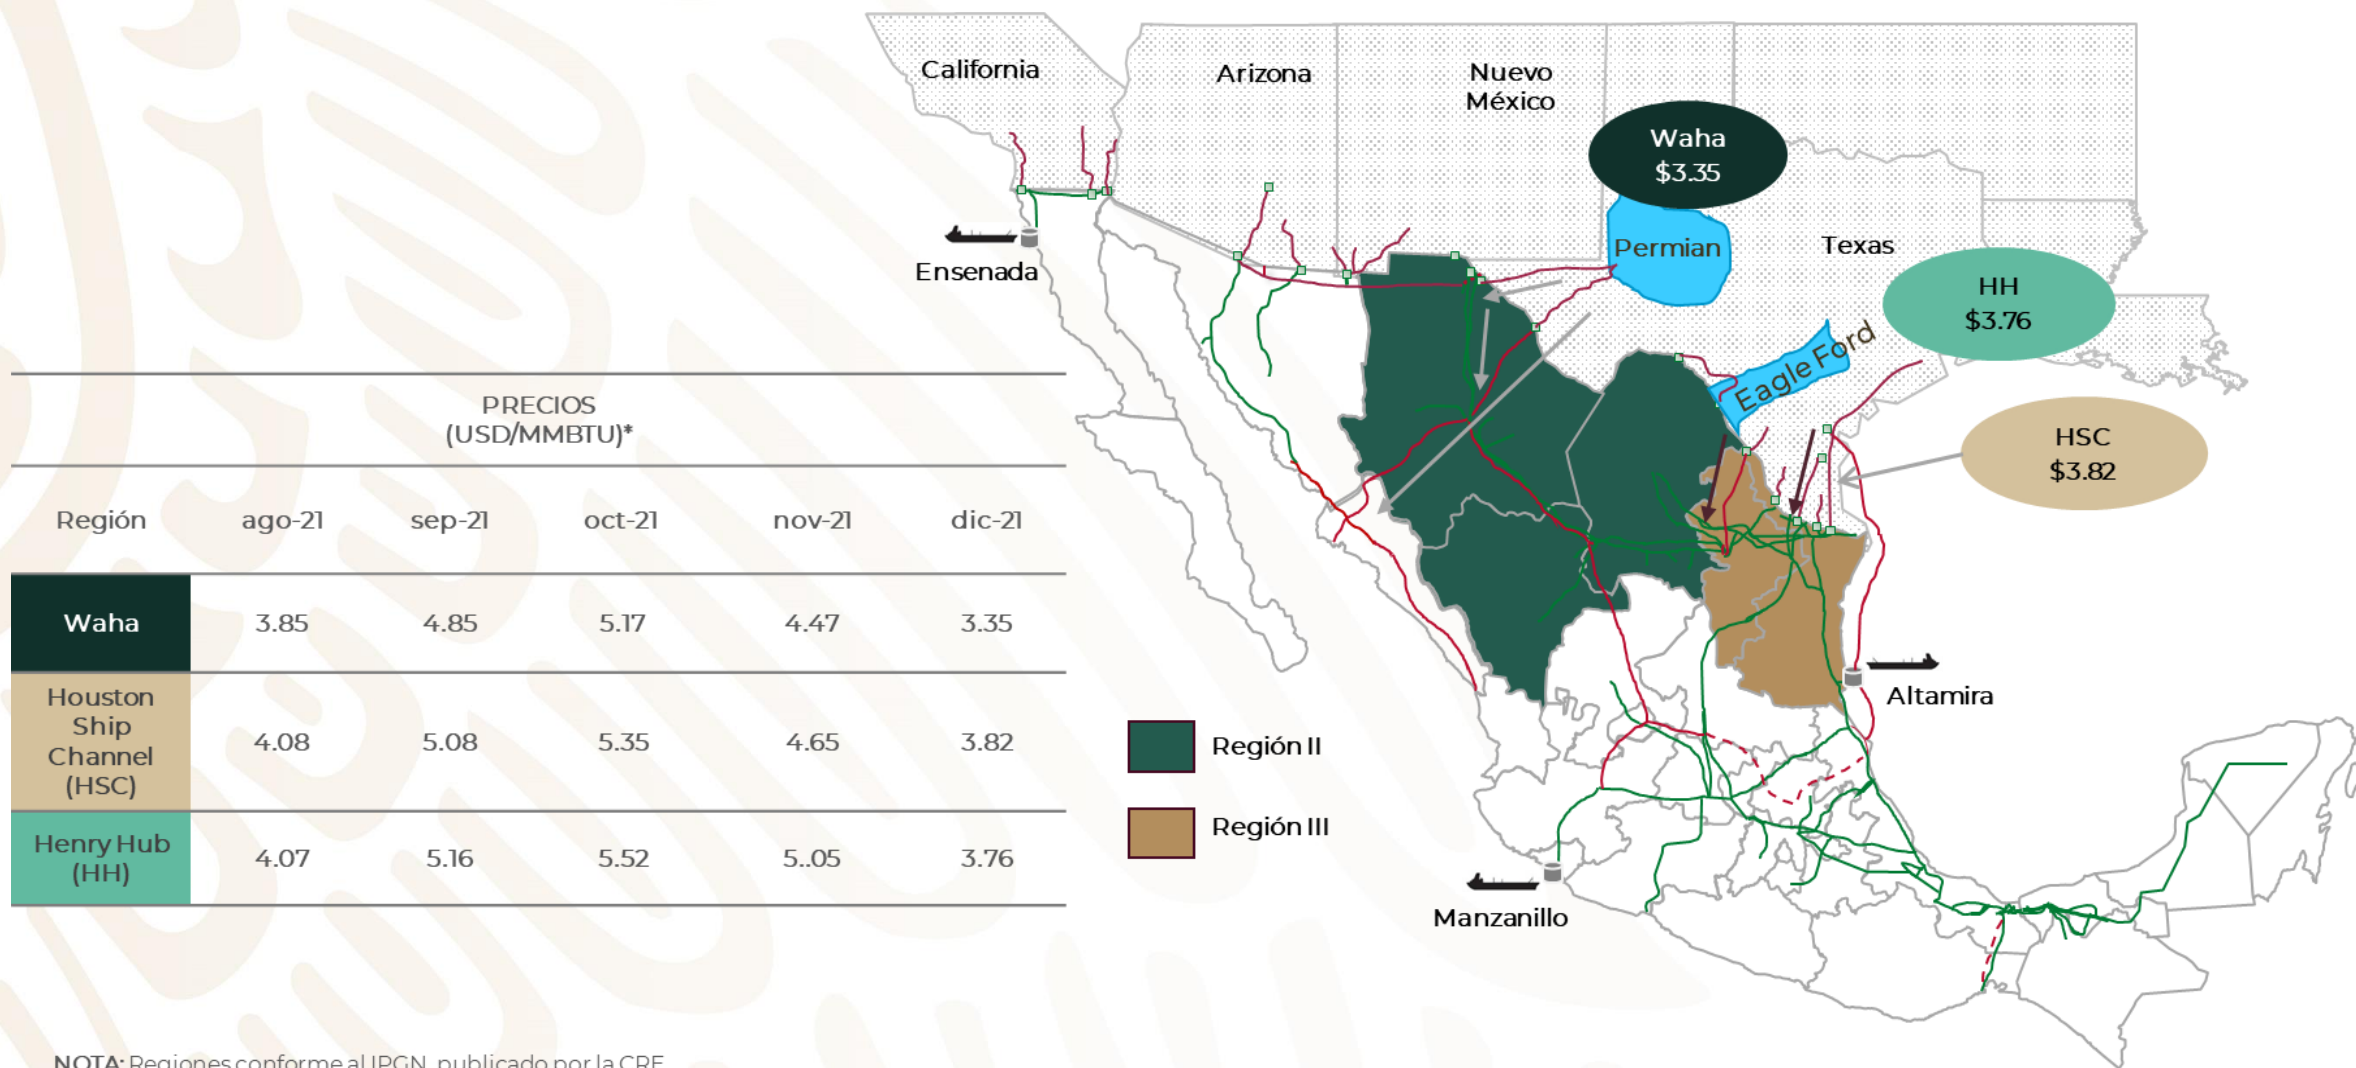 PRECIOS
(USD/MMBTU)*
Región ago-21 sep-21 oct-21 nov-21 dic-21
Waha 3.85 4.85 5.17 4.47 3.35
Houston
Ship
Channel
(HSC)
4.08 5.08 5.35 4.65 3.82
Henry Hub
(HH)
4.07 5.16 5.52 5..05 3.76
NOTA: Regiones conforme al IPGN, publicado por la CRE
California
Arizona
Nuevo
México
Waha
$3.35
Permian
Texas
HH
$3.76
Ensenada
Eagle Ford
HSC
$3.82
Altamira
Región II
Región III
Manzanillo